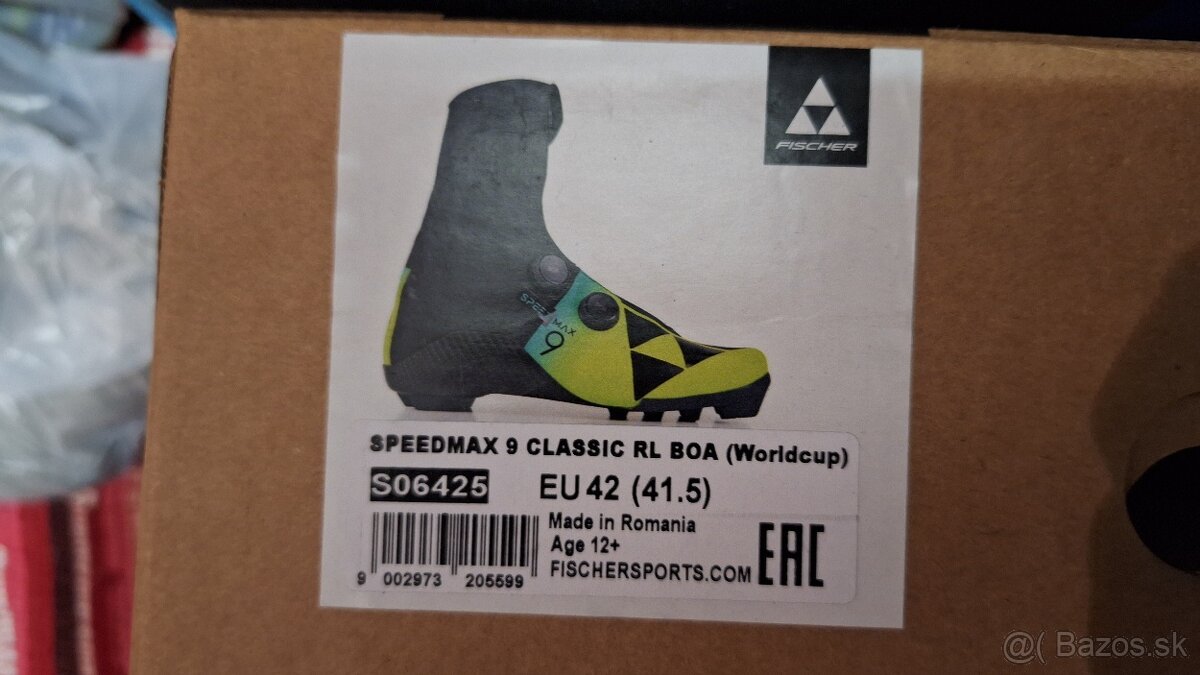 FISCHER
SPEEDMAX
9
SPEEDMAX 9 CLASSIC RL BOA (Worldcup)
S06425 EU 42 (41.5)
Made in Romania
Age 12+
FISCHERSPORTS.COM
EAC
9 002973 205599
@( Bazos.sk